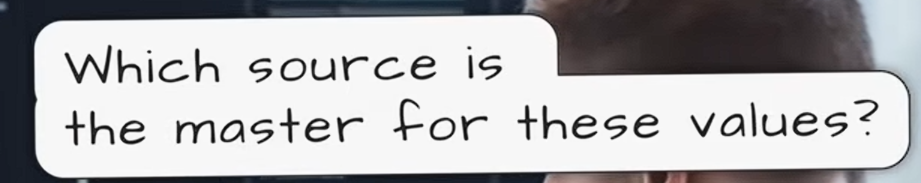 Which source is
the master for these values?